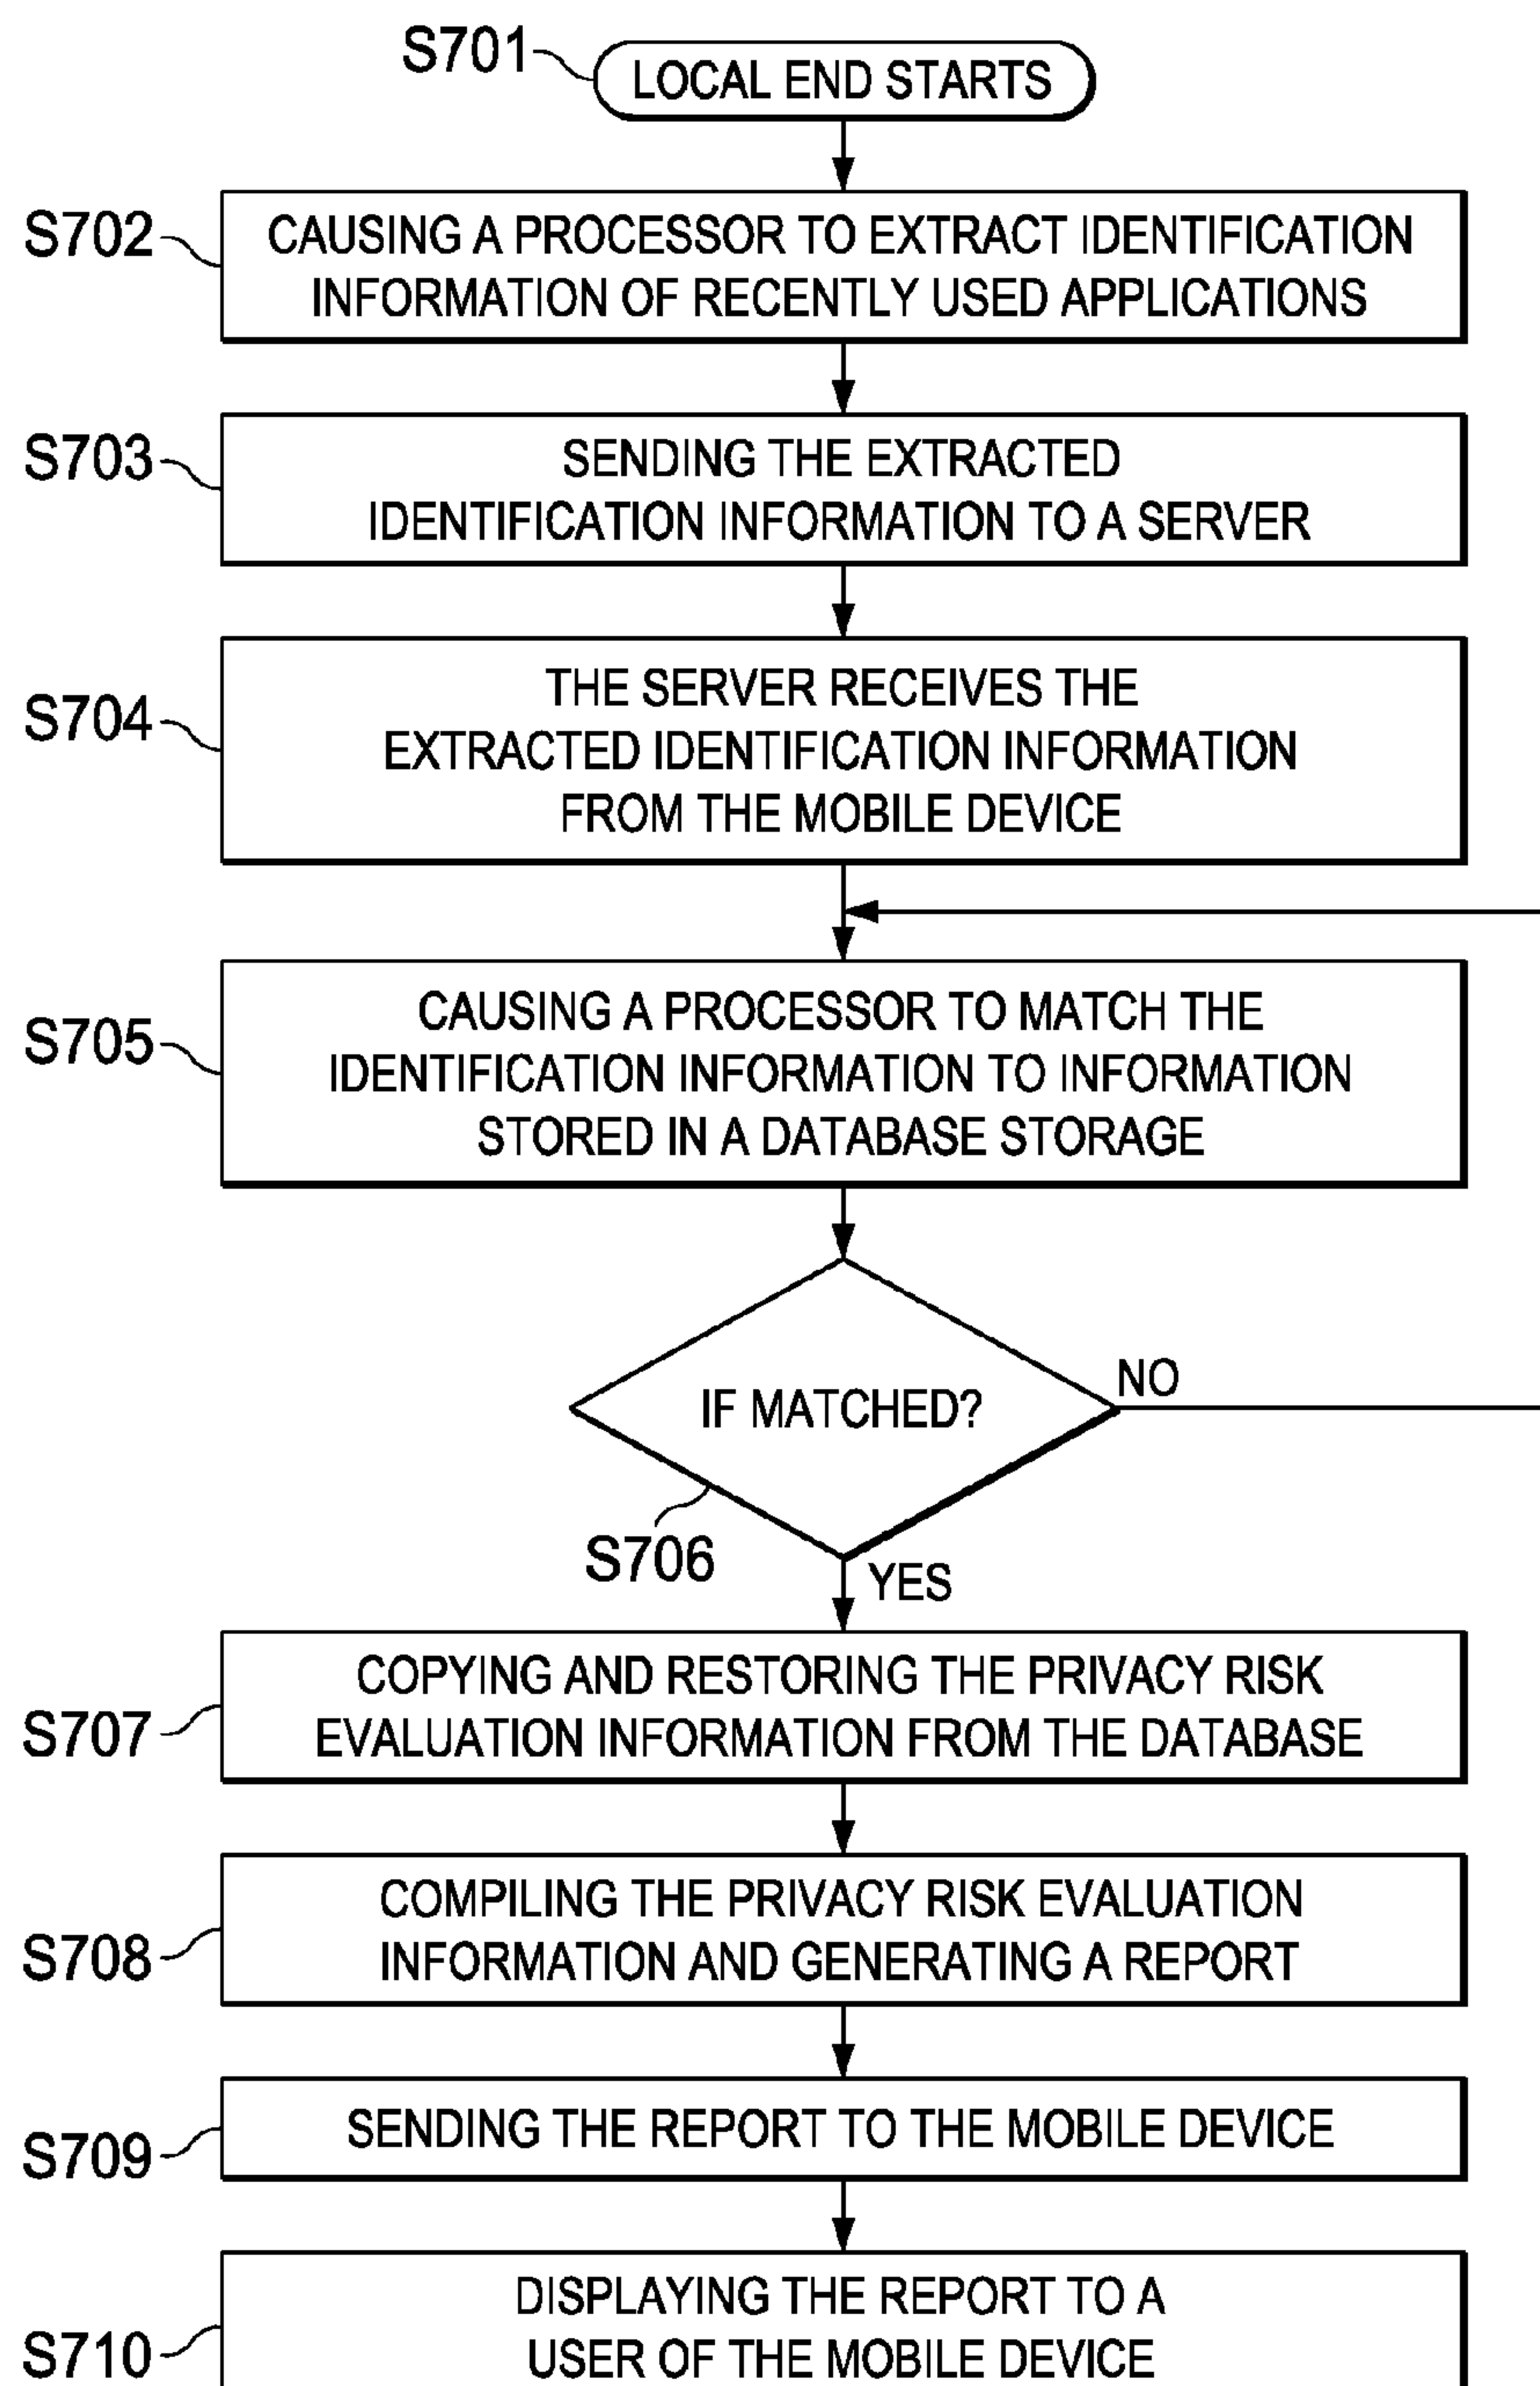 S701
LOCAL END STARTS
S702
CAUSING A PROCESSOR TO EXTRACT IDENTIFICATION
INFORMATION OF RECENTLY USED APPLICATIONS
S703
SENDING THE EXTRACTED
IDENTIFICATION INFORMATION TO A SERVER
S704
THE SERVER RECEIVES THE
EXTRACTED IDENTIFICATION INFORMATION
FROM THE MOBILE DEVICE
S705
CAUSING A PROCESSOR TO MATCH THE
IDENTIFICATION INFORMATION TO INFORMATION
STORED IN A DATABASE STORAGE
IF MATCHED?
NO
S706
YES
S707
COPYING AND RESTORING THE PRIVACY RISK
EVALUATION INFORMATION FROM THE DATABASE
S708
COMPILING THE PRIVACY RISK EVALUATION
INFORMATION AND GENERATING A REPORT
S709
SENDING THE REPORT TO THE MOBILE DEVICE
S710
DISPLAYING THE REPORT TO A
USER OF THE MOBILE DEVICE